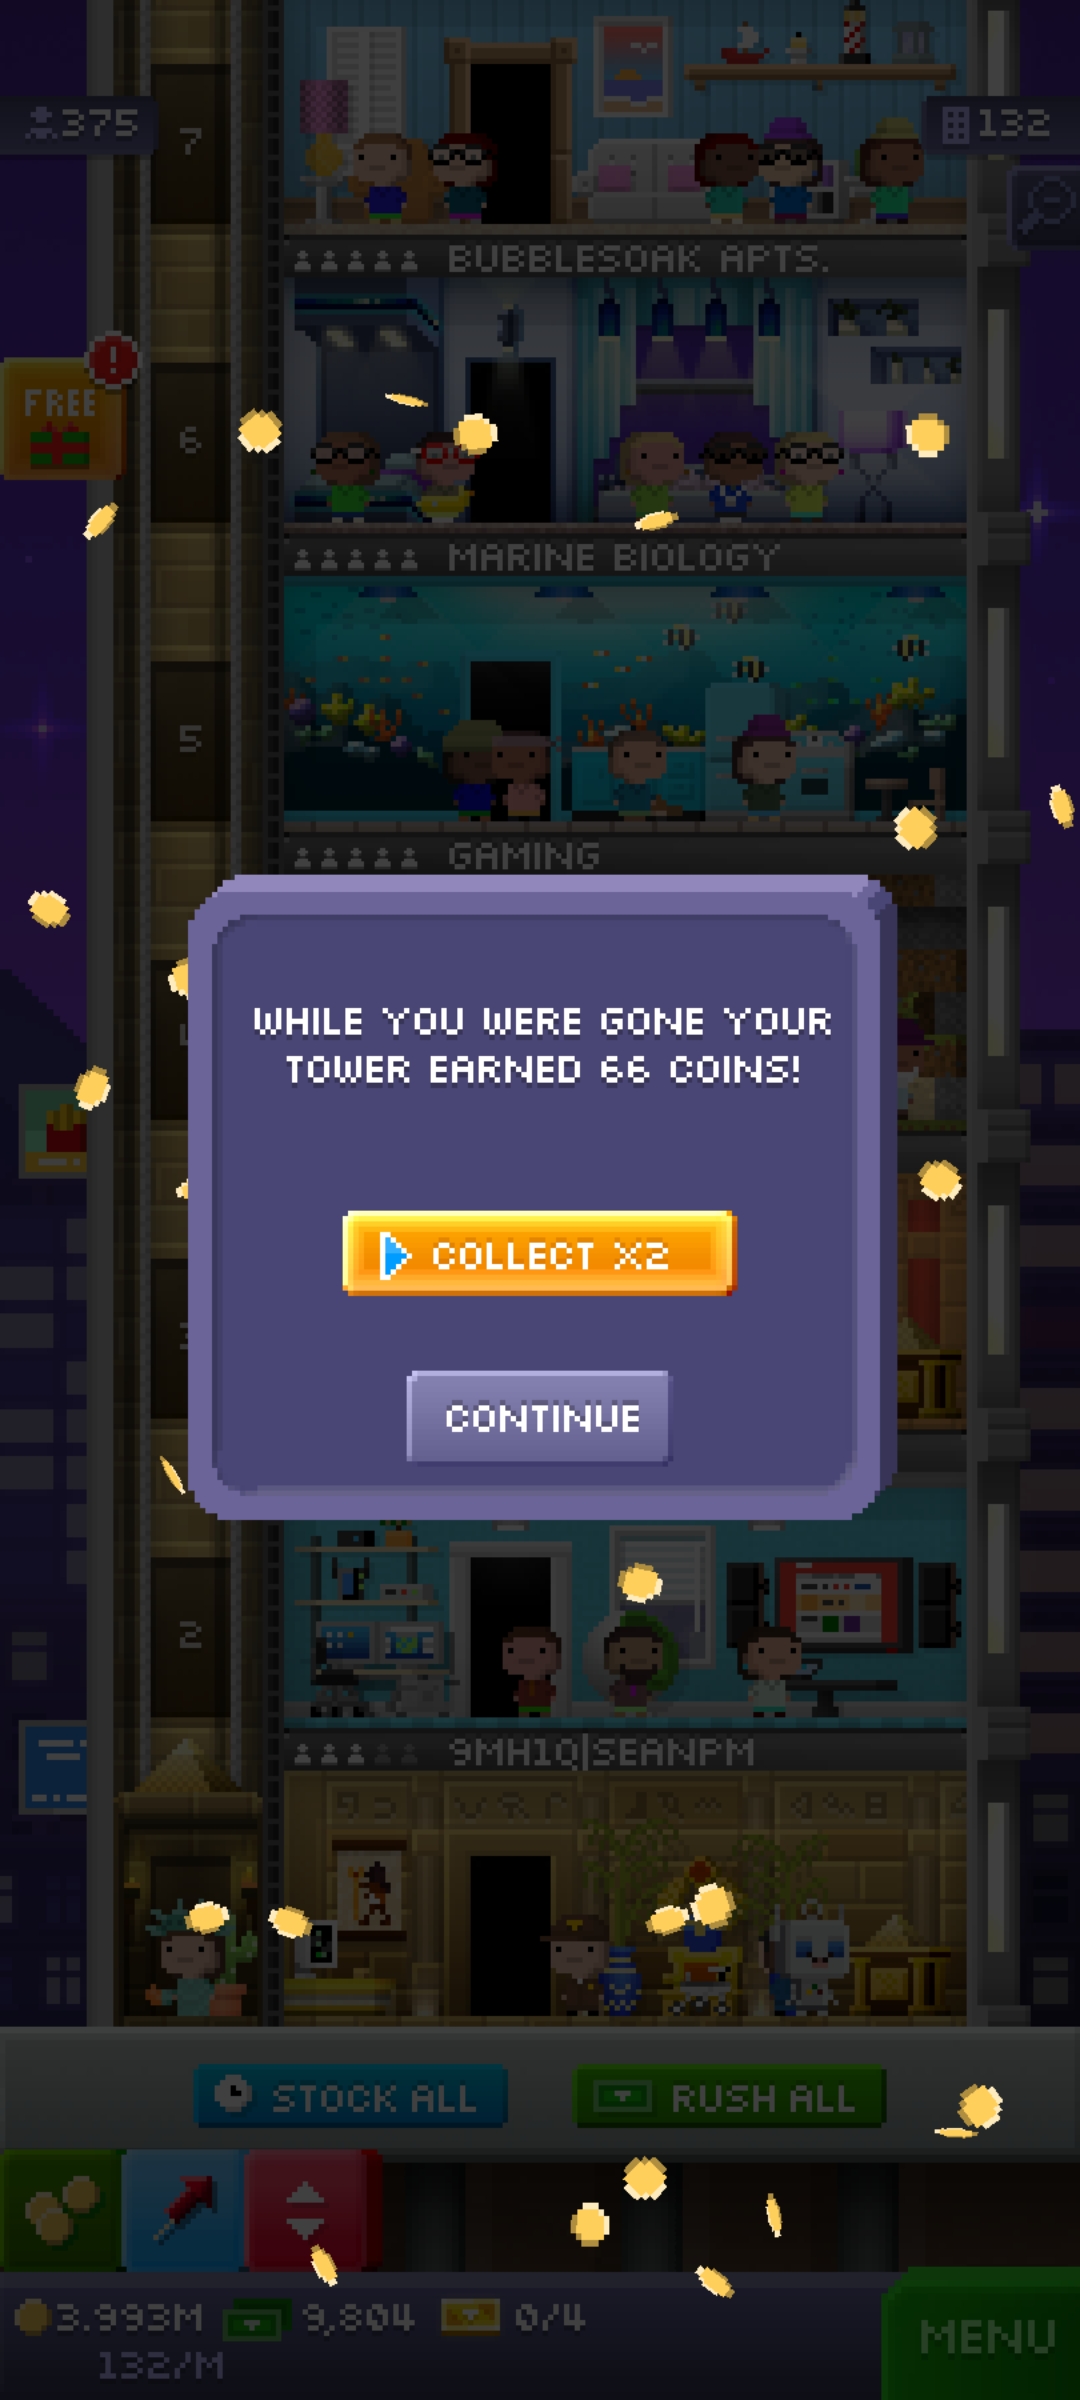 375
7
132
BUBBLESOAK APTS.
FREE
!
6
MARINE BIOLOGY
5
GAMING
WHILE YOU WERE GONE YOUR
TOWER EARNED 66 COINS!
COLLECT X2
CONTINUE
2
9MH1Q|SEANPM
STOCK ALL
RUSH ALL
3.993M
9,804
0/4
132/M
MENU